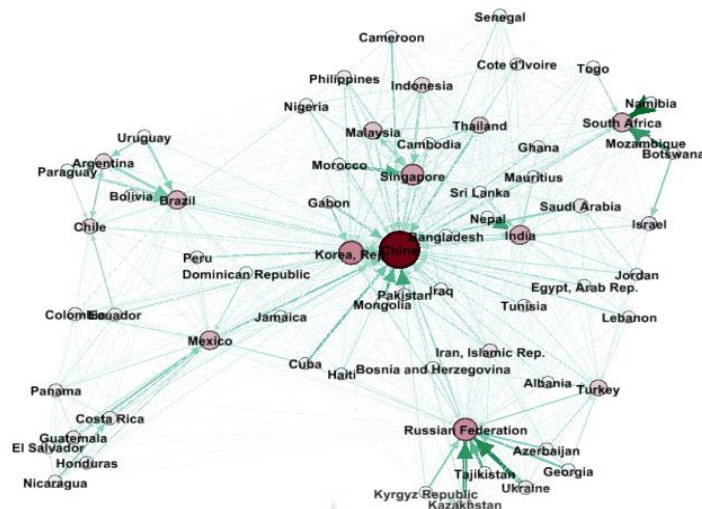 Senegal
Cameroon
Cote d'Ivoire
Togo
Philippines
Indonesia
Nigeria
Namibia
South Africa
Malaysia
Thailand
Uruguay
Cambodia
Ghana
Mozambique
Botswana
Argentina
Paraguay
Morocco
Singapore
Mauritius
Bolivia
Brazil
Sri Lanka
Gabon
Saudi Arabia
Nepal
Chile
Israel
Bangladesh
India
Peru
Korea, Rep.
China
Dominican Republic
Jordan
Egypt, Arab Rep.
Pakistan
Iraq
Mongolia
Tunisia
Colombia
Ecuador
Jamaica
Lebanon
Mexico
Iran, Islamic Rep.
Cuba
Haiti
Bosnia and Herzegovina
Albania
Turkey
Panama
Costa Rica
Russian Federation
Guatemala
El Salvador
Azerbaijan
Honduras
Georgia
Tajikistan
Nicaragua
Ukraine
Kyrgyz Republic
Kazakhstan